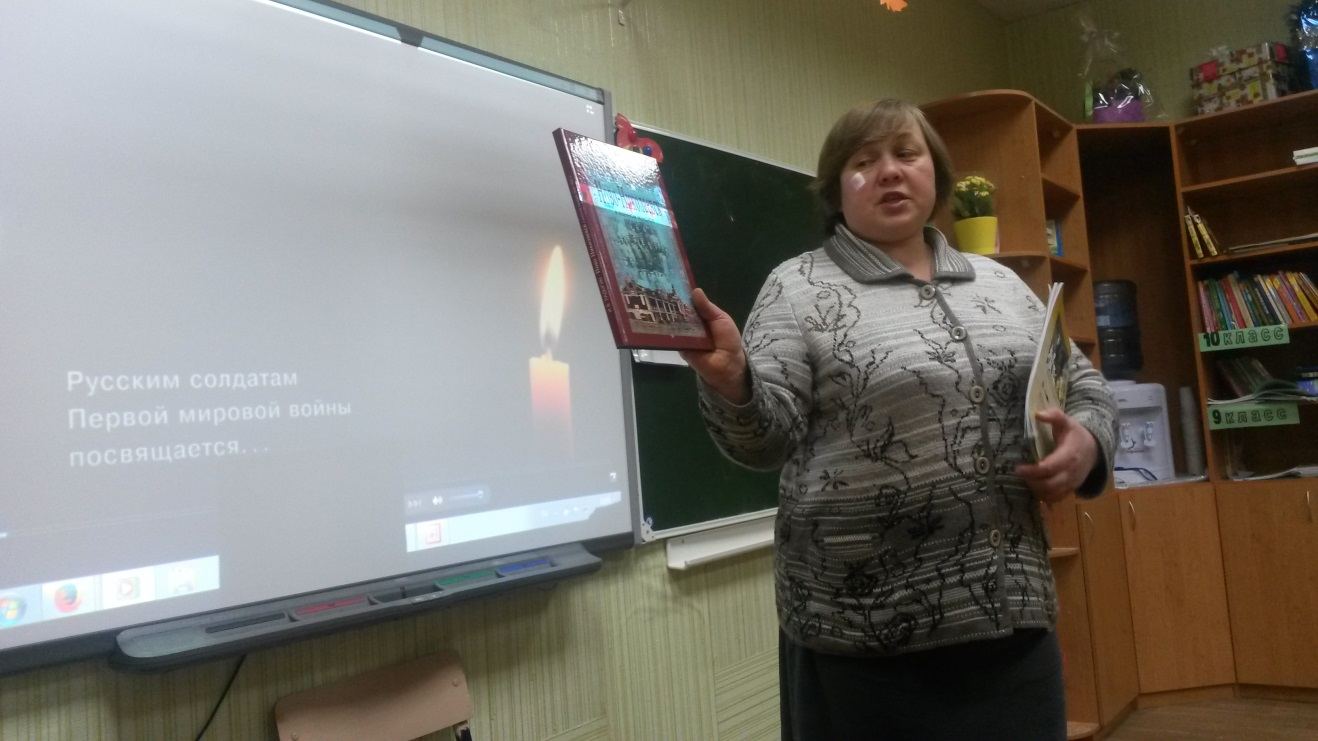 Русским солдатам
Первой мировой войны
посвящается...
10 класс
9 класс